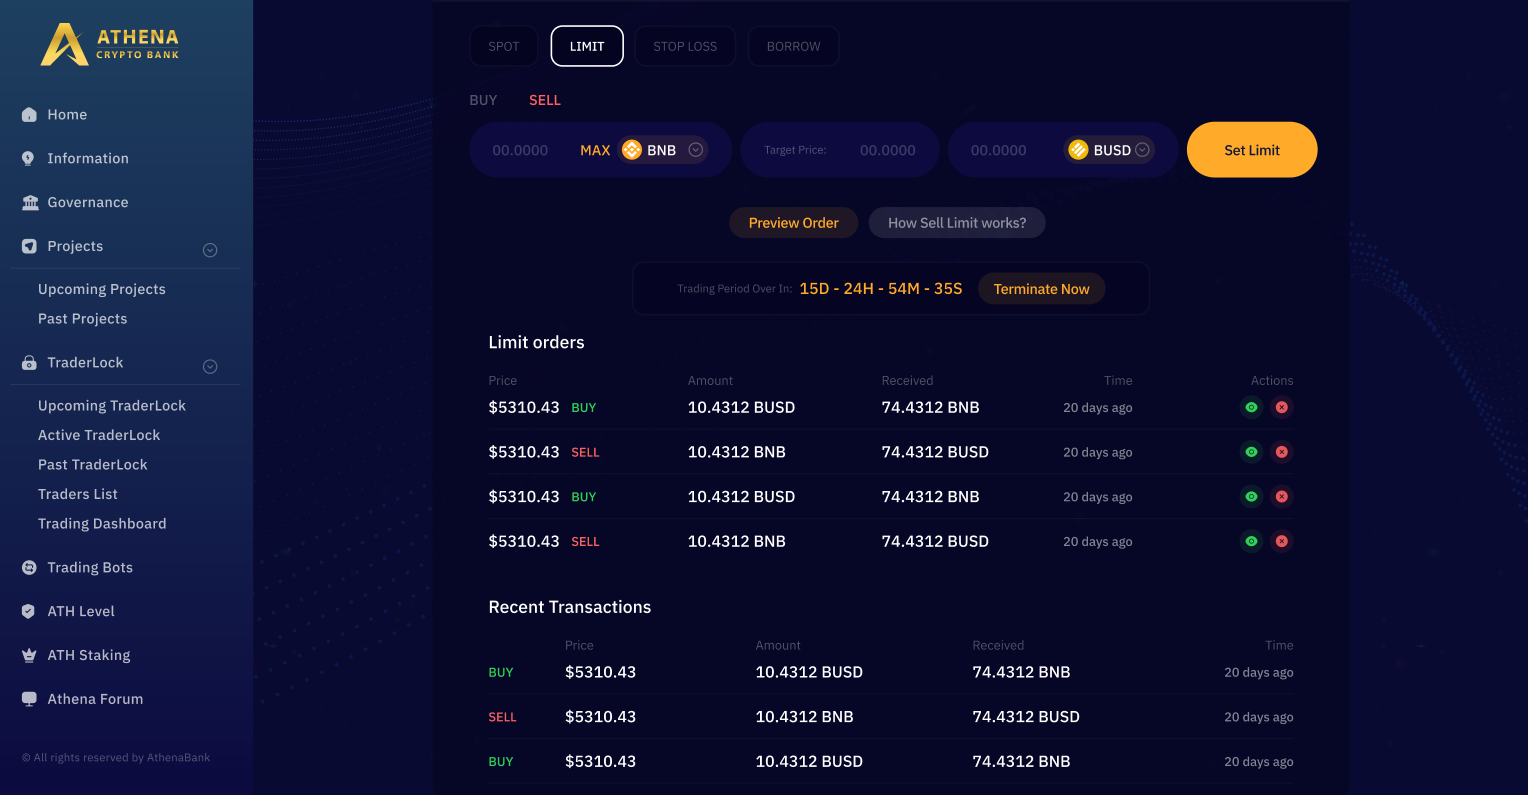 ATHENA
CRYPTO BANK
Home
Information
Governance
Projects
Upcoming Projects
Past Projects
TraderLock
Upcoming TraderLock
Active TraderLock
Past TraderLock
Traders List
Trading Dashboard
Trading Bots
ATH Level
ATH Staking
Athena Forum
© All rights reserved by AthenaBank
SPOT LIMIT STOP LOSS BORROW
BUY SELL
00.0000 MAX BNB Target Price: 00.0000 00.0000 BUSD Set Limit
Preview Order How Sell Limit works?
Trading Period Over In: 15D - 24H - 54M - 35S Terminate Now
Limit orders
Price Amount Received Time Actions
$5310.43 BUY 10.4312 BUSD 74.4312 BNB 20 days ago
$5310.43 SELL 10.4312 BNB 74.4312 BUSD 20 days ago
$5310.43 BUY 10.4312 BUSD 74.4312 BNB 20 days ago
$5310.43 SELL 10.4312 BNB 74.4312 BUSD 20 days ago
Recent Transactions
Price Amount Received Time
BUY $5310.43 10.4312 BUSD 74.4312 BNB 20 days ago
SELL $5310.43 10.4312 BNB 74.4312 BUSD 20 days ago
BUY $5310.43 10.4312 BUSD 74.4312 BNB 20 days ago